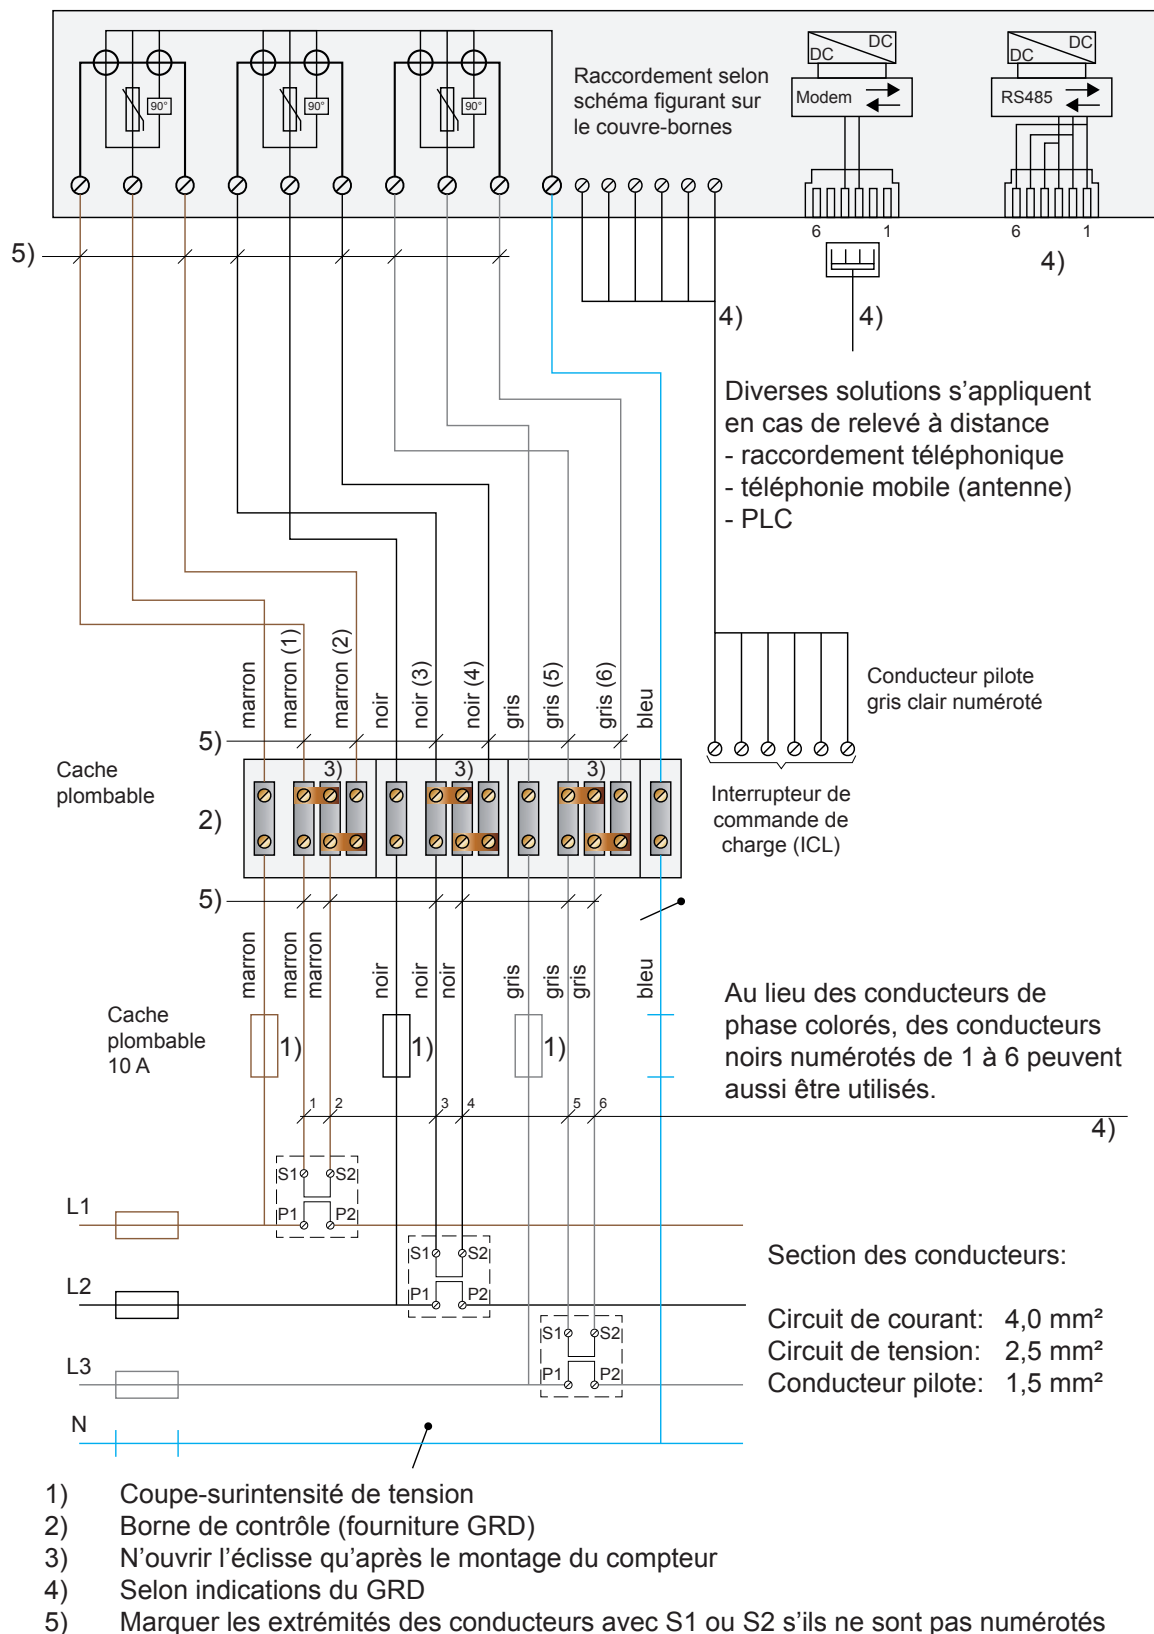 DC
DC
DC
DC
Raccordement selon
schéma figurant sur
le couvre-bornes
Modem
RS485
90°
90°
90°
6
1
6
1
5)
4)
4)
4)
Diverses solutions s’appliquent
en cas de relevé à distance
- raccordement téléphonique
- téléphonie mobile (antenne)
- PLC
marron
marron (1)
marron (2)
noir
noir (3)
noir (4)
gris
gris (5)
gris (6)
bleu
Conducteur pilote
gris clair numéroté
5)
Cache
plombable
3)
3)
3)
2)
Interrupteur de
commande de
charge (ICL)
5)
marron
marron
marron
noir
noir
noir
gris
gris
gris
bleu
Au lieu des conducteurs de
phase colorés, des conducteurs
noirs numérotés de 1 à 6 peuvent
aussi être utilisés.
Cache
plombable
10 A
1)
1)
1)
1
2
3
4
5
6
4)
S1
S2
L1
P1
P2
S1
S2
Section des conducteurs:
L2
P1
P2
Circuit de courant: 4,0 mm²
S1
S2
Circuit de tension: 2,5 mm²
L3
P1
P2
Conducteur pilote: 1,5 mm²
N
1) Coupe-surintensité de tension
2) Borne de contrôle (fourniture GRD)
3) N’ouvrir l’éclisse qu’après le montage du compteur
4) Selon indications du GRD
5) Marquer les extrémités des conducteurs avec S1 ou S2 s’ils ne sont pas numérotés